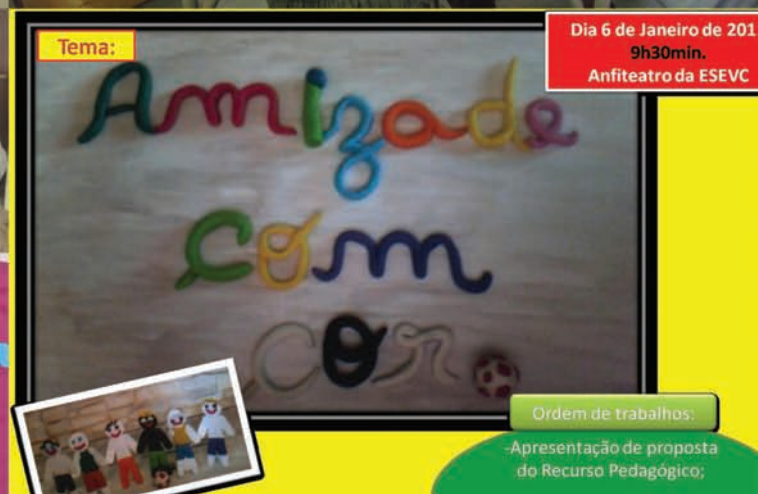 Tema:
Dia 6 de Janeiro de 201
9h30min.
Anfiteatro da ESEVC
Amizade
com
cor.
Ordem de trabalhos:
-Apresentação de proposta
do Recurso Pedagógico;